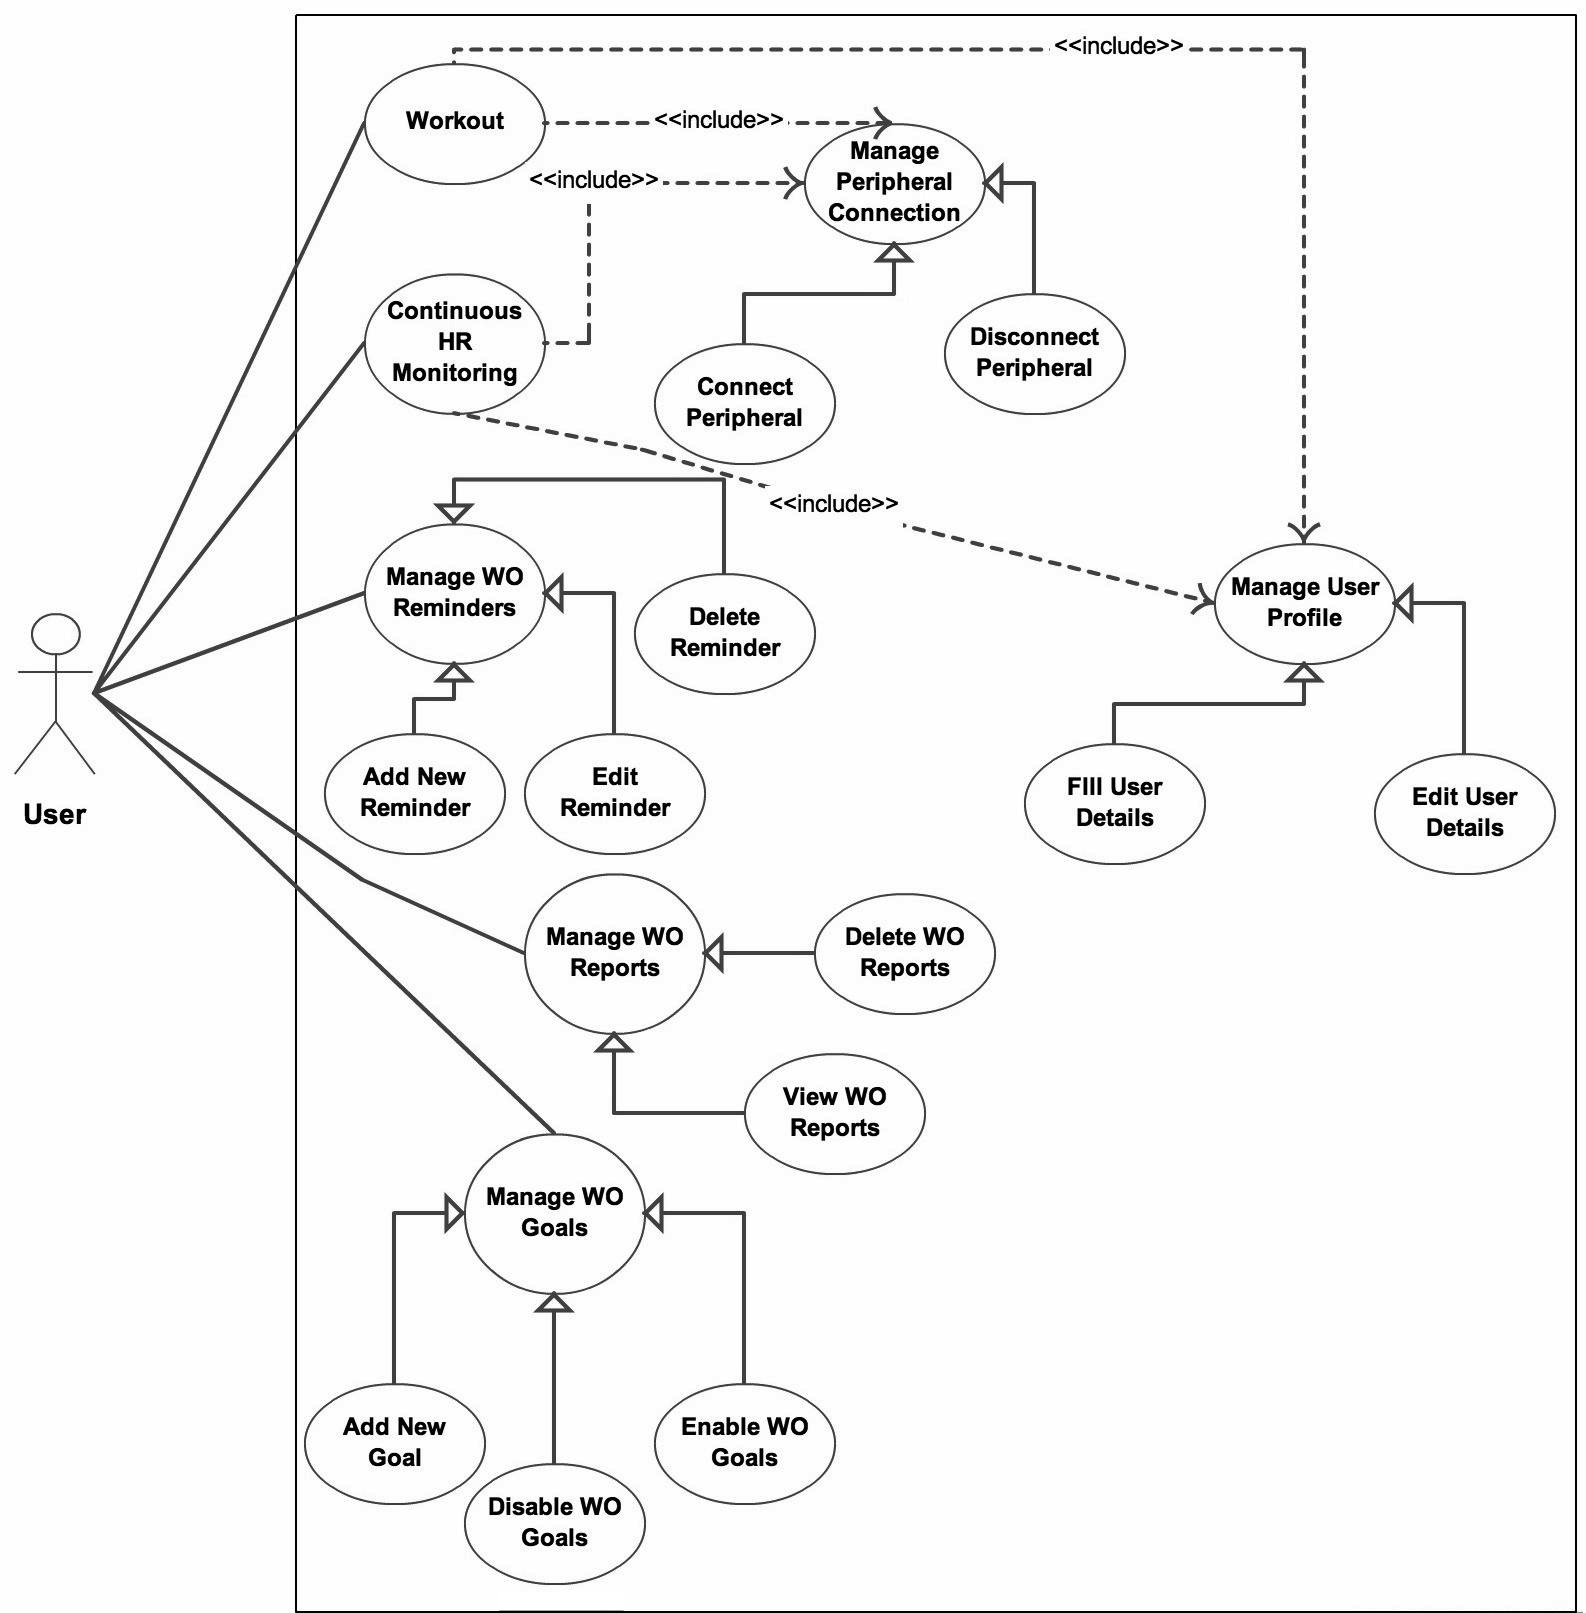 <<include>>
Workout
<<include>>
Manage
Peripheral
Connection
<<include>>
Continuous
HR
Monitoring
Disconnect
Peripheral
Connect
Peripheral
<<include>>
Manage WO
Reminders
Delete
Reminder
Manage User
Profile
User
Add New
Reminder
Edit
Reminder
FIll User
Details
Edit User
Details
Manage WO
Reports
Delete WO
Reports
View WO
Reports
Manage WO
Goals
Add New
Goal
Enable WO
Goals
Disable WO
Goals